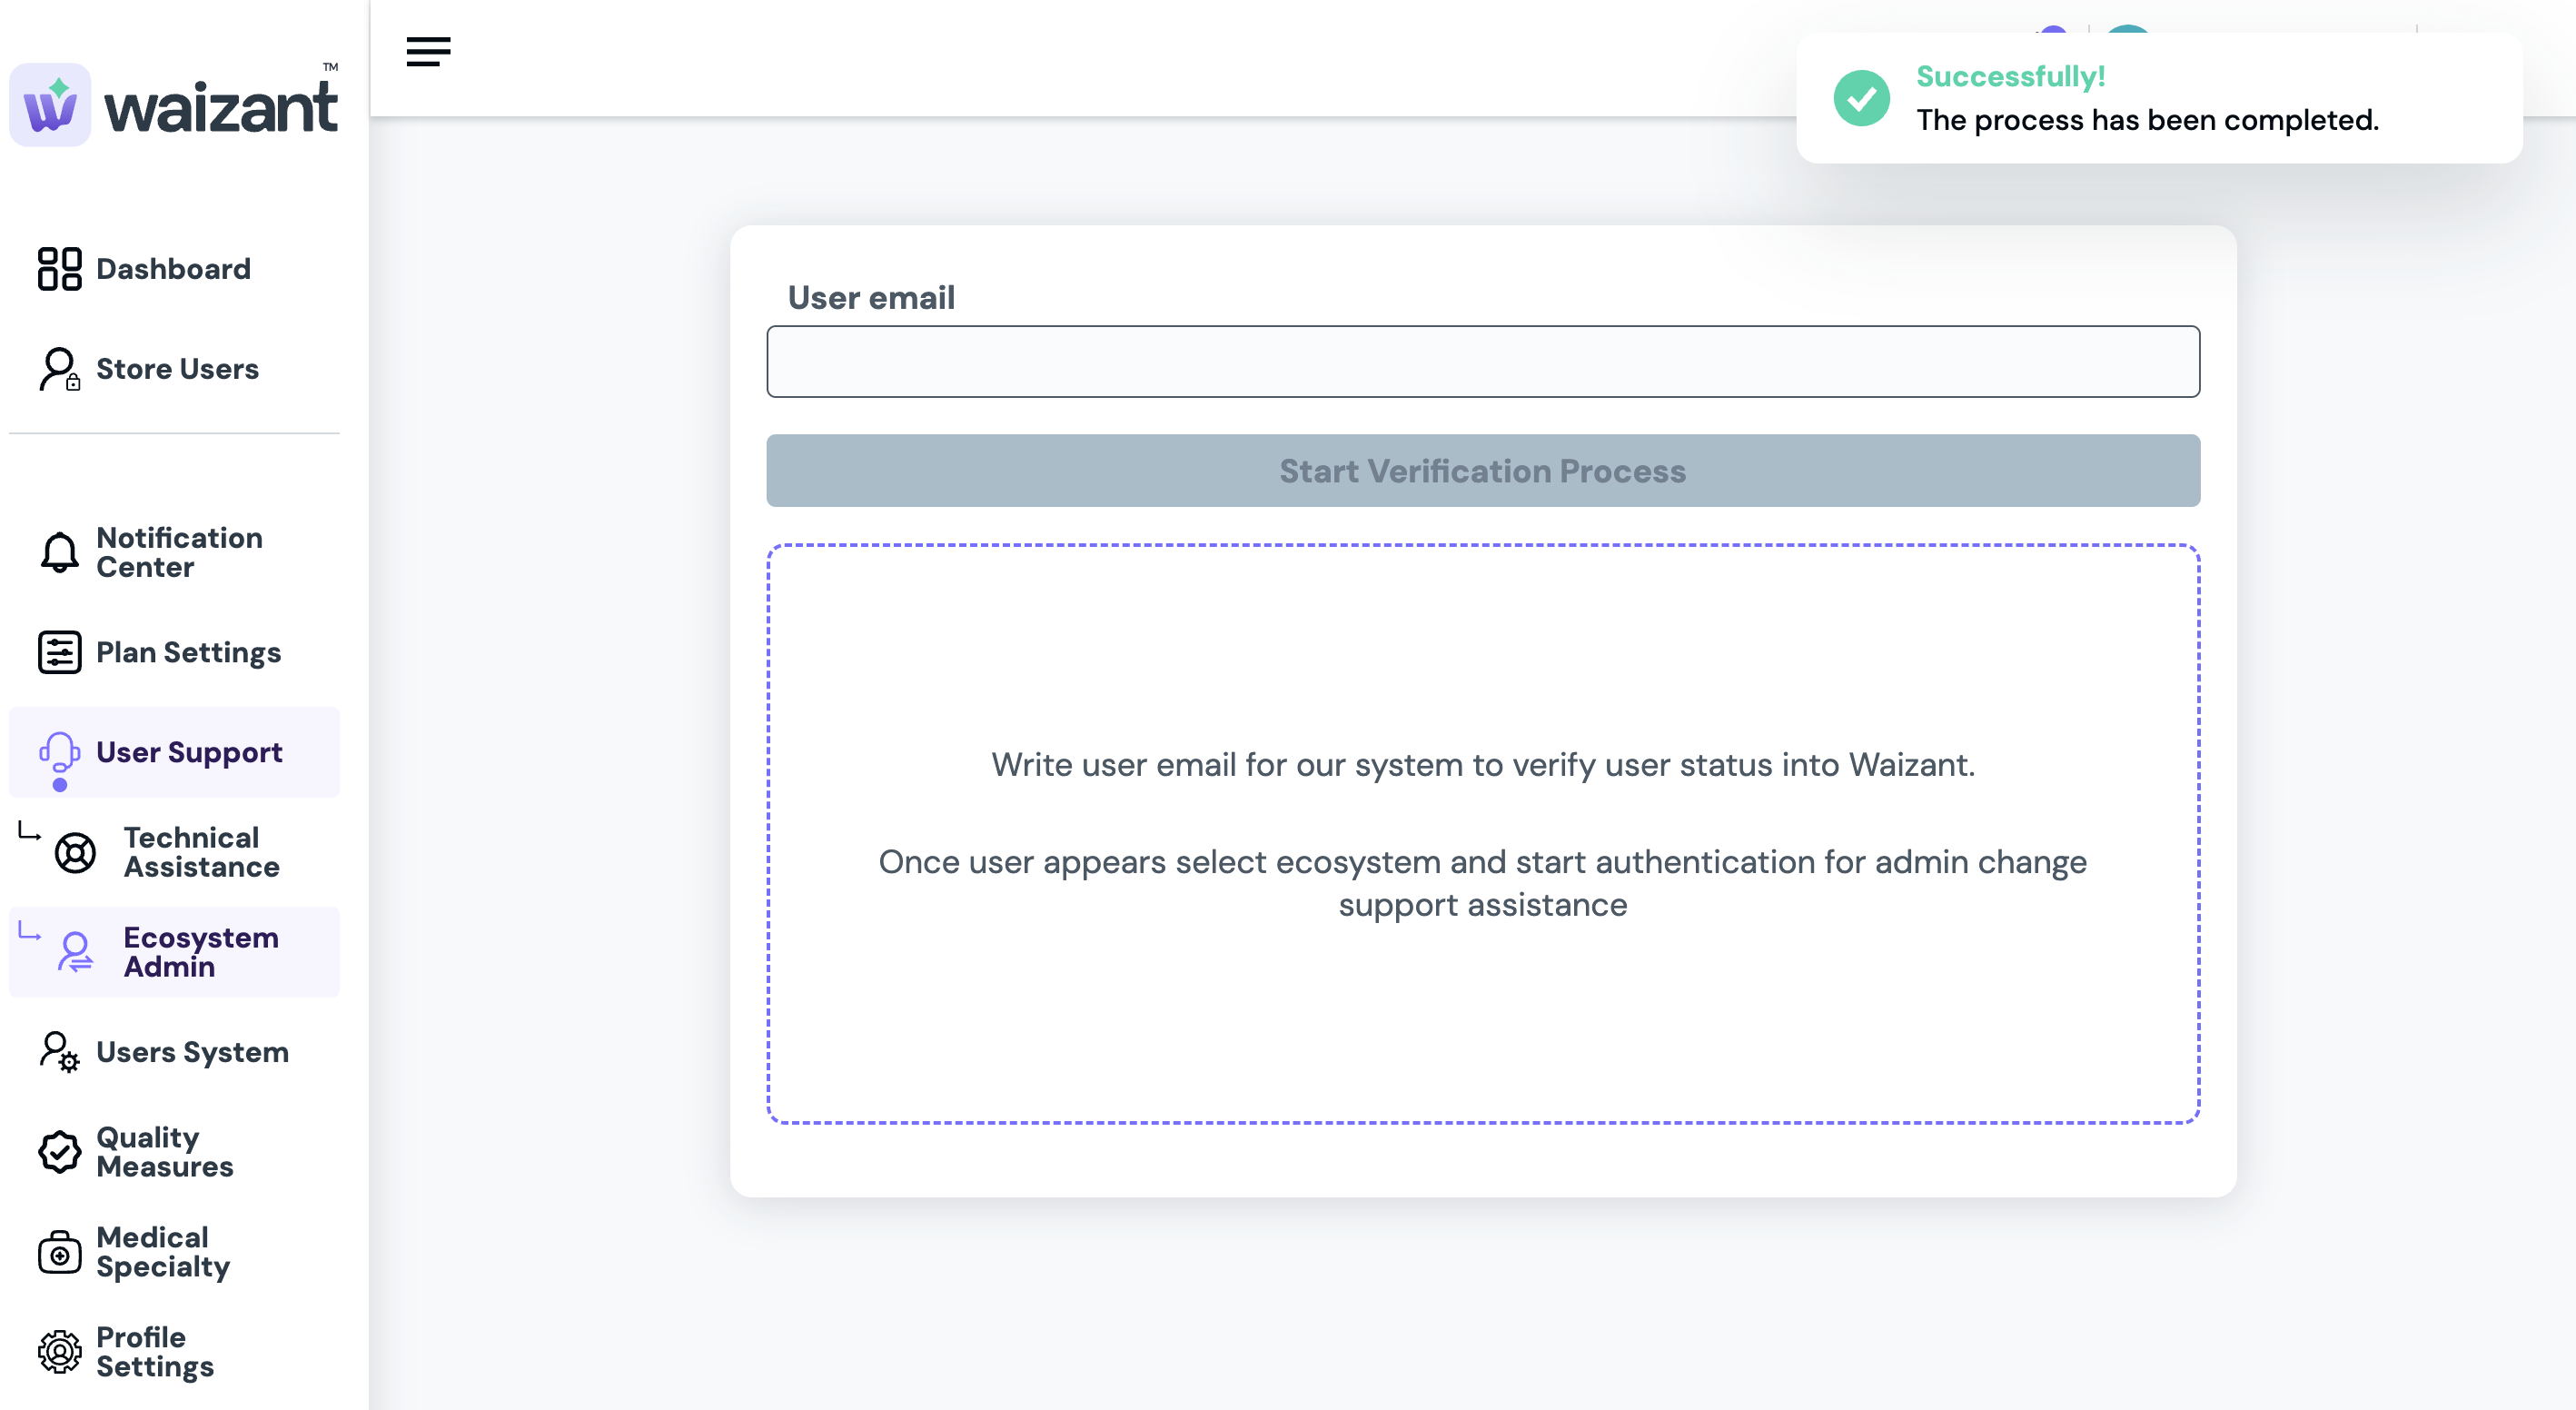 waizant™
Dashboard
Store Users
Notification
Center
Plan Settings
User Support
Technical
Assistance
Ecosystem
Admin
Users System
Quality
Measures
Medical
Specialty
Profile
Settings
Successfully!
The process has been completed.
User email
Start Verification Process
Write user email for our system to verify user status into Waizant.
Once user appears select ecosystem and start authentication for admin change
support assistance